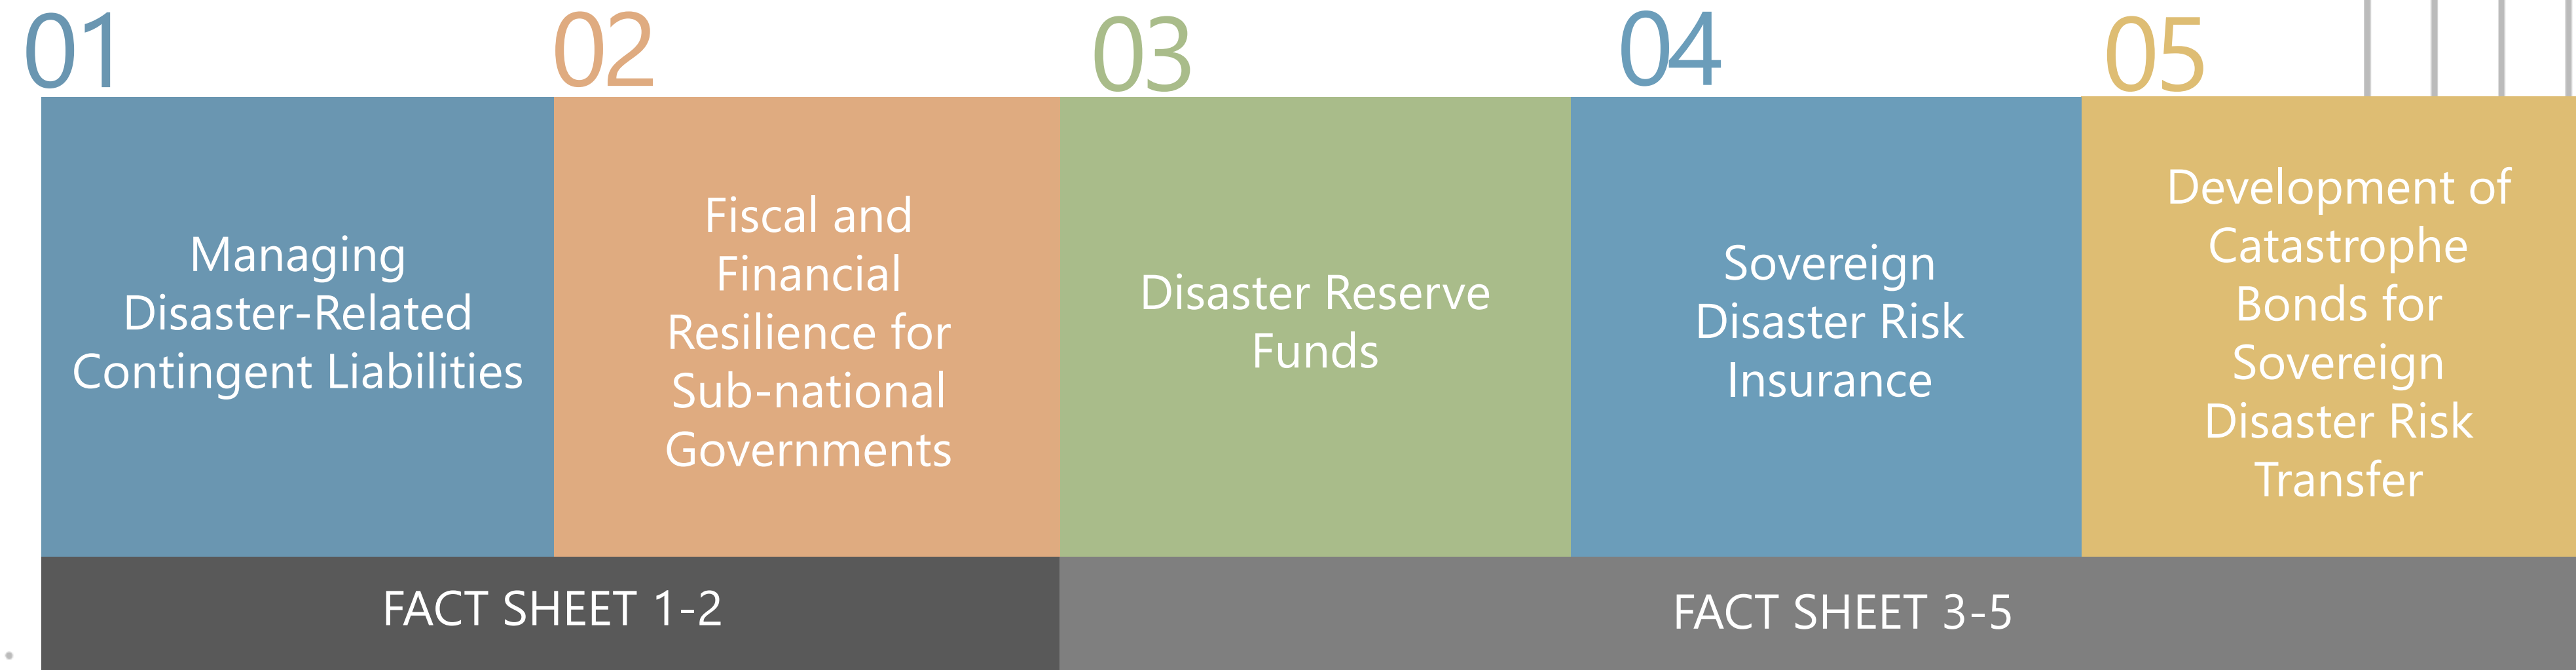 01
Managing
Disaster-Related
Contingent Liabilities
02
Fiscal and
Financial
Resilience for
Sub-national
Governments
03
Disaster Reserve
Funds
04
Sovereign
Disaster Risk
Insurance
05
Development of
Catastrophe
Bonds for
Sovereign
Disaster Risk
Transfer
FACT SHEET 1-2
FACT SHEET 3-5